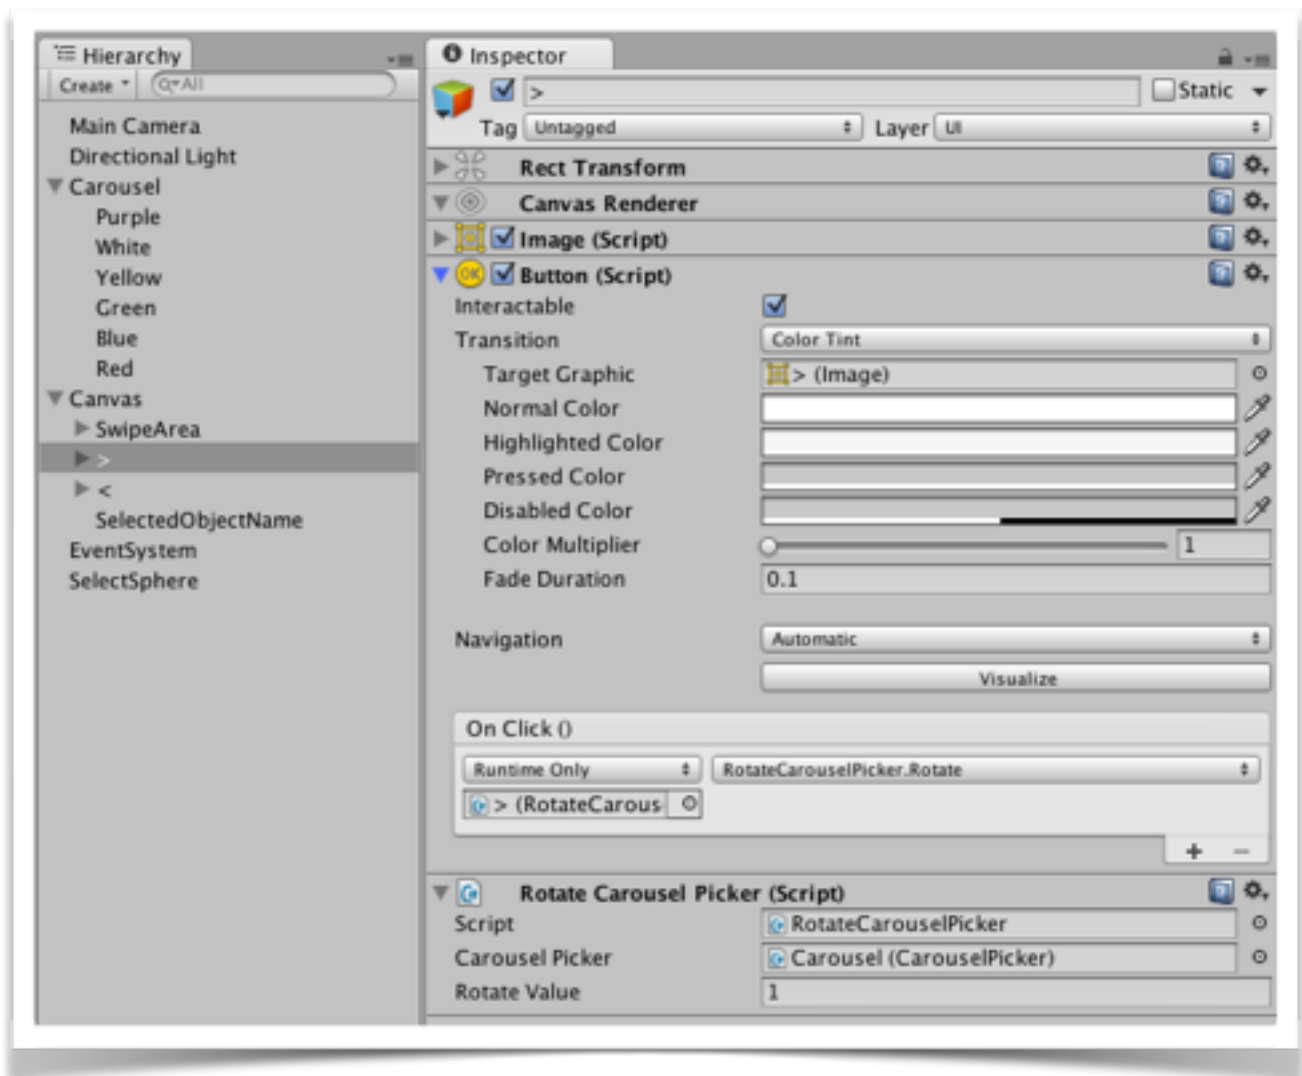 Hierarchy
Create
All
Main Camera
Directional Light
Carousel
Purple
White
Yellow
Green
Blue
Red
Canvas
SwipeArea
>
<
SelectedObjectName
EventSystem
SelectSphere
Inspector
>
Static
Tag Untagged Layer UI
Rect Transform
Canvas Renderer
Image (Script)
OK Button (Script)
Interactable
Transition Color Tint
Target Graphic > (Image)
Normal Color
Highlighted Color
Pressed Color
Disabled Color
Color Multiplier 1
Fade Duration 0.1
Navigation Automatic
Visualize
On Click ()
Runtime Only RotateCarouselPicker.Rotate
> (RotateCarous
+ −
Rotate Carousel Picker (Script)
Script RotateCarouselPicker
Carousel Picker Carousel (CarouselPicker)
Rotate Value 1